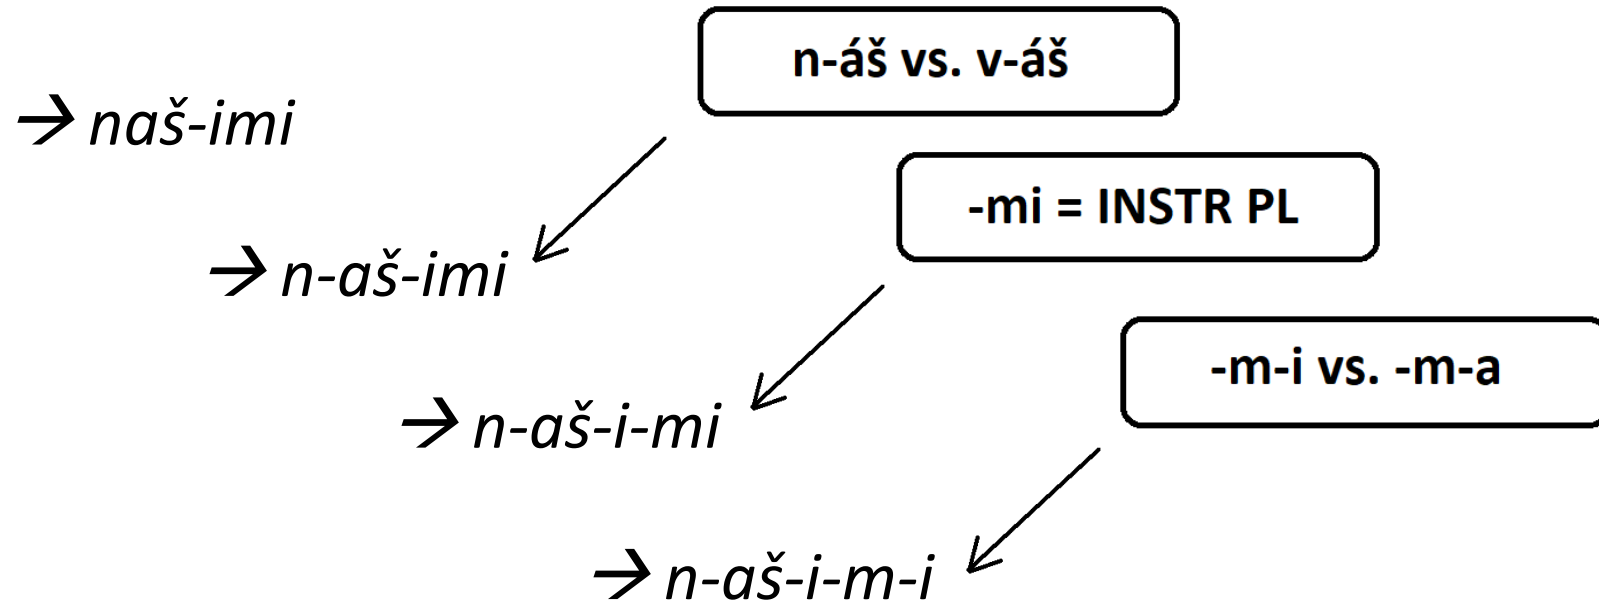 n-áš vs. v-áš
→ naš-imi
-mi = INSTR PL
→ n-aš-imi
-m-i vs. -m-a
→ n-aš-i-mi
→ n-aš-i-m-i